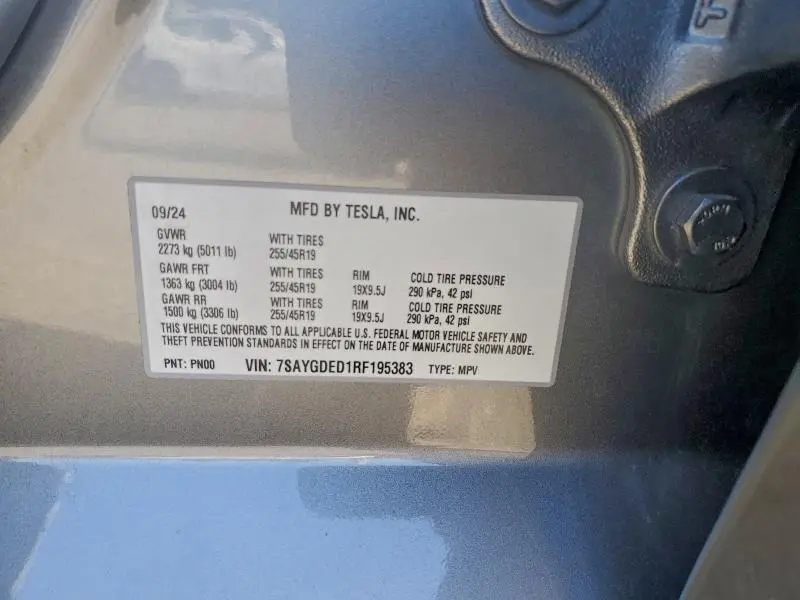 09/24 MFD BY TESLA, INC.
GVWR WITH TIRES
2273 kg (5011 lb) 255/45R19
GAWR FRT WITH TIRES RIM COLD TIRE PRESSURE
1363 kg (3004 lb) 255/45R19 19X9.5J 290 kPa, 42 psi
GAWR RR WITH TIRES RIM COLD TIRE PRESSURE
1500 kg (3306 lb) 255/45R19 19X9.5J 290 kPa, 42 psi
THIS VEHICLE CONFORMS TO ALL APPLICABLE U.S. FEDERAL MOTOR VEHICLE SAFETY AND
THEFT PREVENTION STANDARDS IN EFFECT ON THE DATE OF MANUFACTURE SHOWN ABOVE.
PNT: PN00 VIN: 7SAYGDED1RF195383 TYPE: MPV